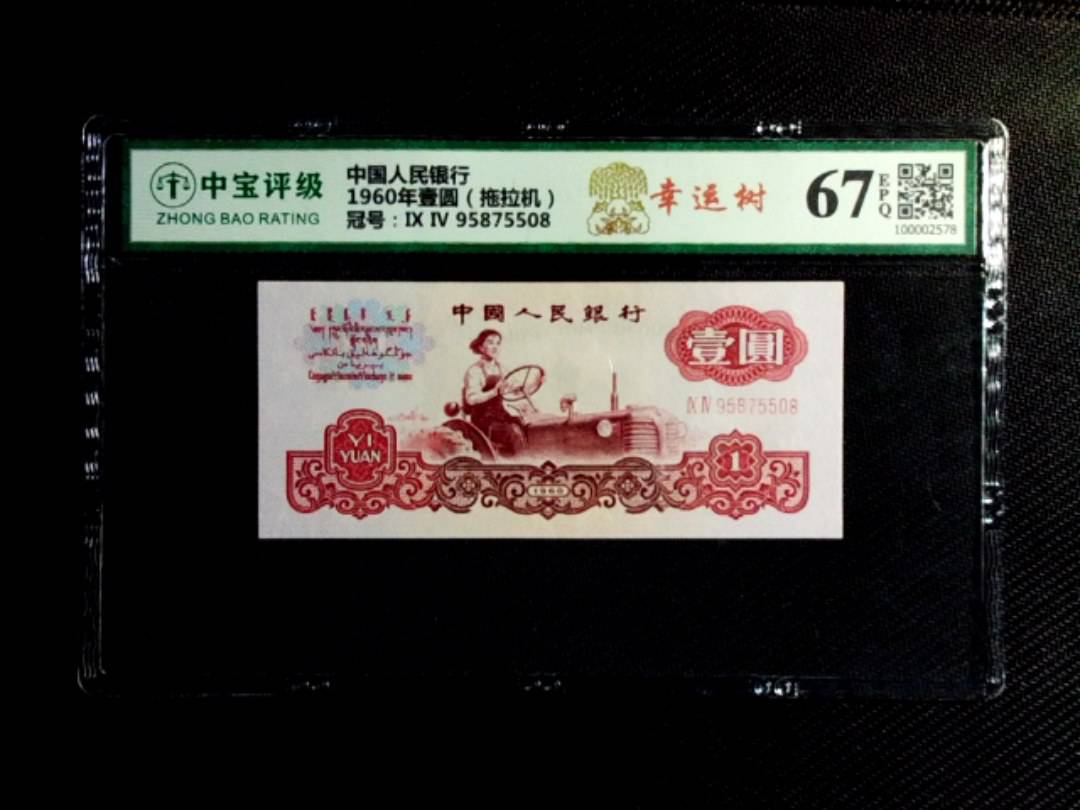 中宝评级
ZHONG BAO RATING
中国人民银行
1960年壹圆（拖拉机）
冠号：IX IV 95875508
幸运树
67
EPQ
100002578
中國人民銀行
壹圓
IX IV 95875508
YI
YUAN
1
1960